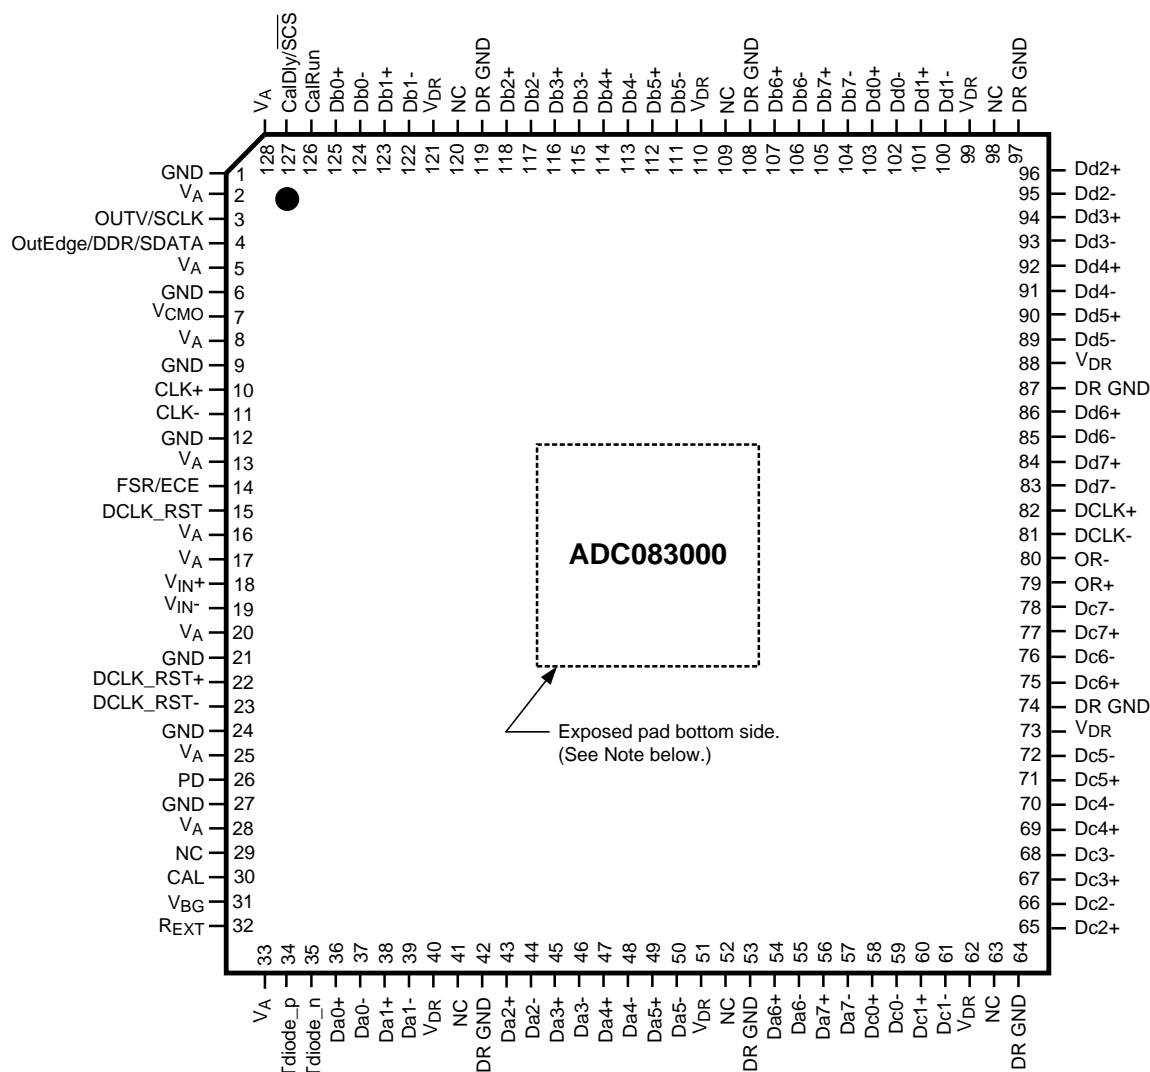 VA
CalDly/SCS
CalRun
Db0+
Db0-
Db1+
Db1-
VDR
NC
DR GND
Db2+
Db2-
Db3+
Db3-
Db4+
Db4-
Db5+
Db5-
VDR
NC
DR GND
Db6+
Db6-
Db7+
Db7-
Dd0+
Dd0-
Dd1+
Dd1-
VDR
NC
DR GND
128
127
126
125
124
123
122
121
120
119
118
117
116
115
114
113
112
111
110
109
108
107
106
105
104
103
102
101
100
99
98
97
GND 1
VA 2
OUTV/SCLK 3
OutEdge/DDR/SDATA 4
VA 5
GND 6
VCMO 7
VA 8
GND 9
CLK+ 10
CLK- 11
GND 12
VA 13
FSR/ECE 14
DCLK_RST 15
VA 16
VA 17
VIN+ 18
VIN- 19
VA 20
GND 21
DCLK_RST+ 22
DCLK_RST- 23
GND 24
VA 25
PD 26
GND 27
VA 28
NC 29
CAL 30
VBG 31
REXT 32
ADC083000
Exposed pad bottom side.
(See Note below.)
96 Dd2+
95 Dd2-
94 Dd3+
93 Dd3-
92 Dd4+
91 Dd4-
90 Dd5+
89 Dd5-
88 VDR
87 DR GND
86 Dd6+
85 Dd6-
84 Dd7+
83 Dd7-
82 DCLK+
81 DCLK-
80 OR-
79 OR+
78 Dc7-
77 Dc7+
76 Dc6-
75 Dc6+
74 DR GND
73 VDR
72 Dc5-
71 Dc5+
70 Dc4-
69 Dc4+
68 Dc3-
67 Dc3+
66 Dc2-
65 Dc2+
33
34
35
36
37
38
39
40
41
42
43
44
45
46
47
48
49
50
51
52
53
54
55
56
57
58
59
60
61
62
63
64
VA
Tdiode_p
Tdiode_n
Da0+
Da0-
Da1+
Da1-
VDR
NC
DR GND
Da2+
Da2-
Da3+
Da3-
Da4+
Da4-
Da5+
Da5-
VDR
NC
DR GND
Da6+
Da6-
Da7+
Da7-
Dc0+
Dc0-
Dc1+
Dc1-
VDR
NC
DR GND